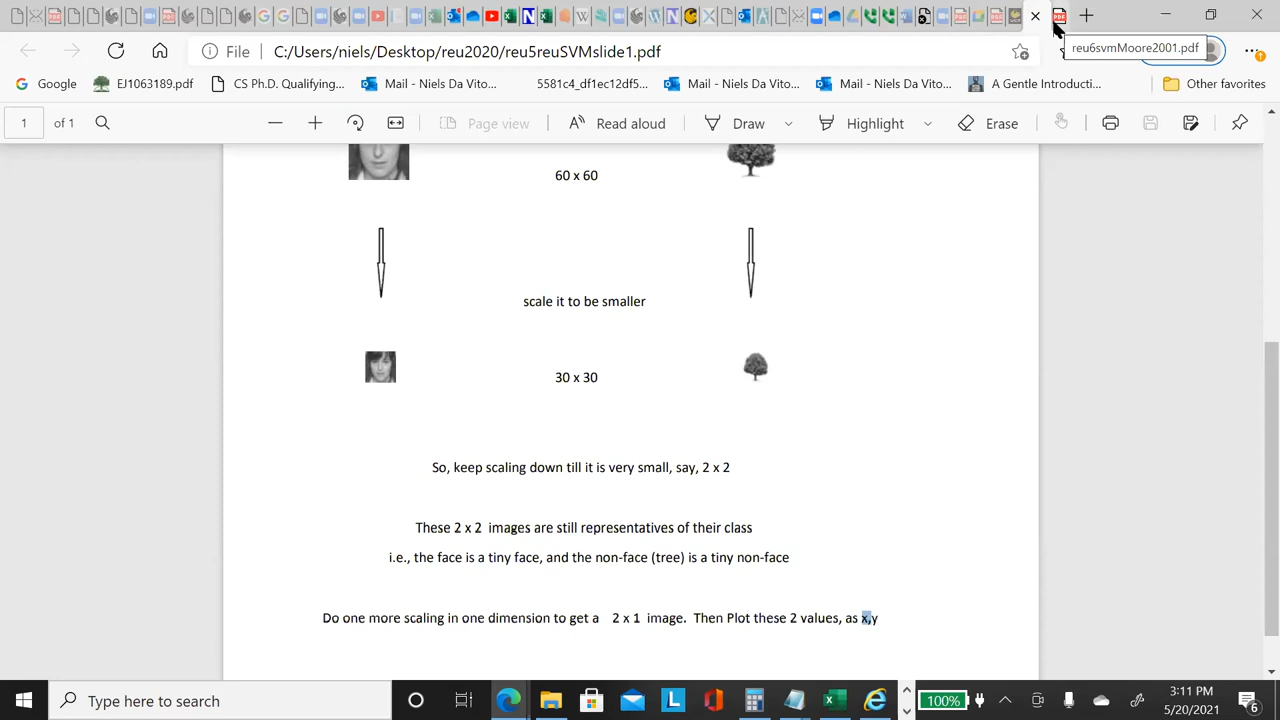 reu6svmMoore2001.pdf
File
C:/Users/niels/Desktop/reu2020/reu5reuSVMslide1.pdf
Google
EJ1063189.pdf
CS Ph.D. Qualifying...
Mail - Niels Da Vito...
5581c4_df1ec12df5...
Mail - Niels Da Vito...
Mail - Niels Da Vito...
A Gentle Introducti...
Other favorites
1 of 1
Page view
Read aloud
Draw
Highlight
Erase
60 x 60
scale it to be smaller
30 x 30
So, keep scaling down till it is very small, say, 2 x 2
These 2 x 2 images are still representatives of their class
i.e., the face is a tiny face, and the non-face (tree) is a tiny non-face
Do one more scaling in one dimension to get a 2 x 1 image. Then Plot these 2 values, as x,y
Type here to search
100%
3:11 PM
5/20/2021
6